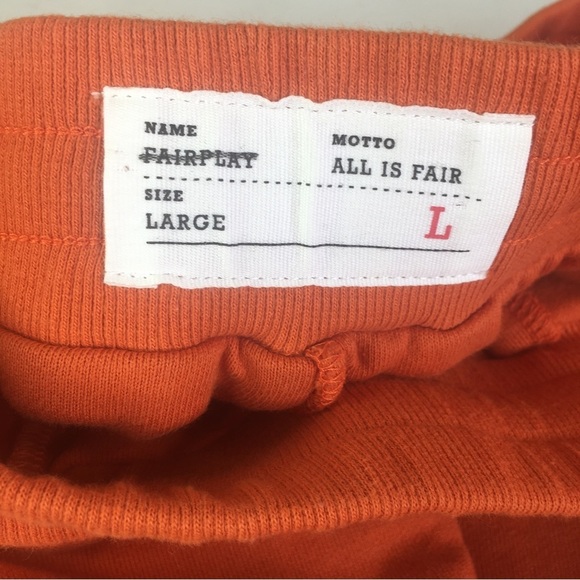 NAME
FAIRPLAY
SIZE
LARGE
MOTTO
ALL IS FAIR
L